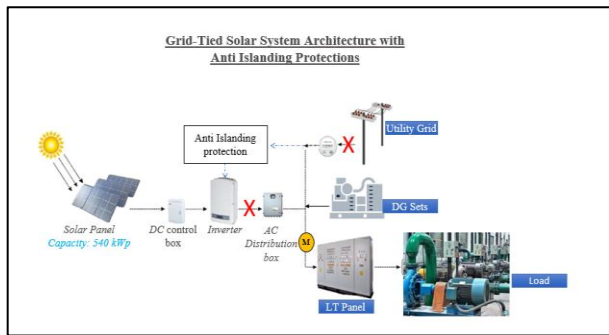 Grid-Tied Solar System Architecture with
Anti Islanding Protections
Anti Islanding
protection
Utility Grid
DG Sets
Solar Panel
Capacity: 540 kWp
DC control
box
Inverter
AC
Distribution
box
M
LT Panel
Load